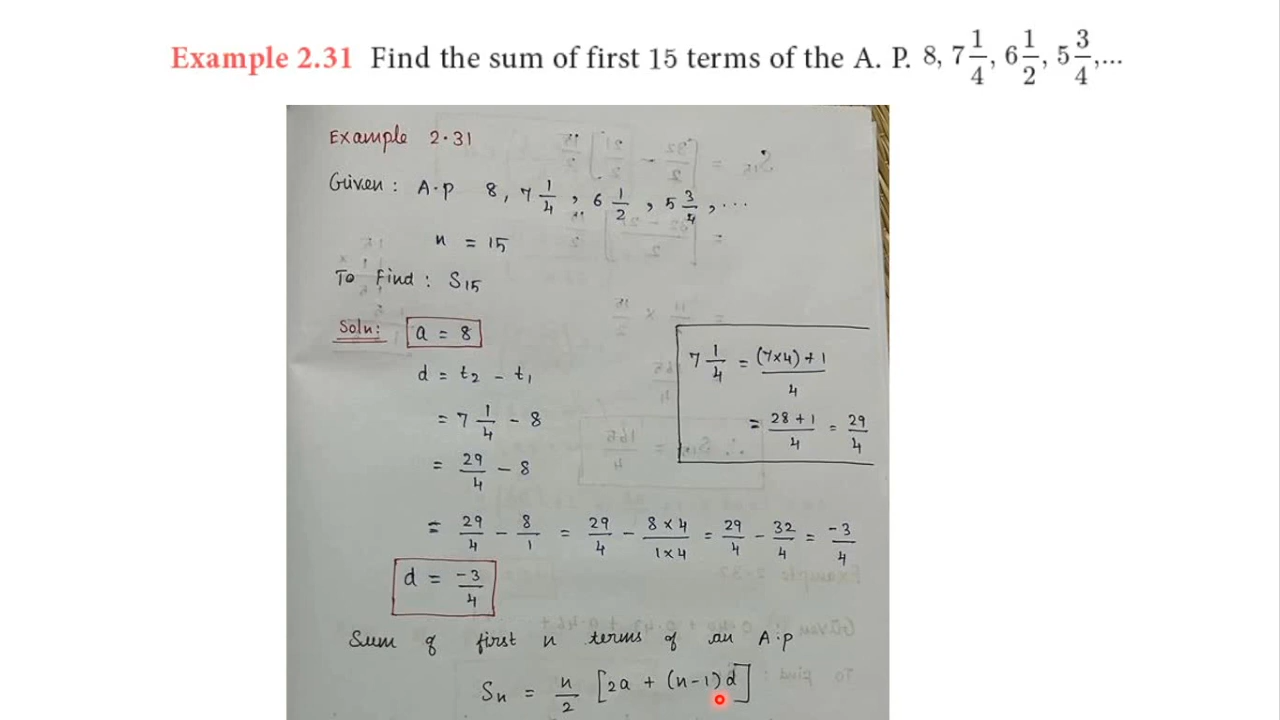 Example 2.31 Find the sum of first 15 terms of the A. P. 8, 7 1/4, 6 1/2, 5 3/4,...
Example 2.31
Given : A.p 8, 7 1/4 , 6 1/2 , 5 3/4 , ...
n = 15
To Find : S15
Soln: a = 8
d = t2 - t1
= 7 1/4 - 8
= 29/4 - 8
= 29/4 - 8/1 = 29/4 - 8×4/1×4 = 29/4 - 32/4 = -3/4
d = -3/4
7 1/4 = (7×4)+1/4
= 28+1/4 = 29/4
Sum of first n terms of an A.p
Sn = n/2 [2a + (n-1)d]